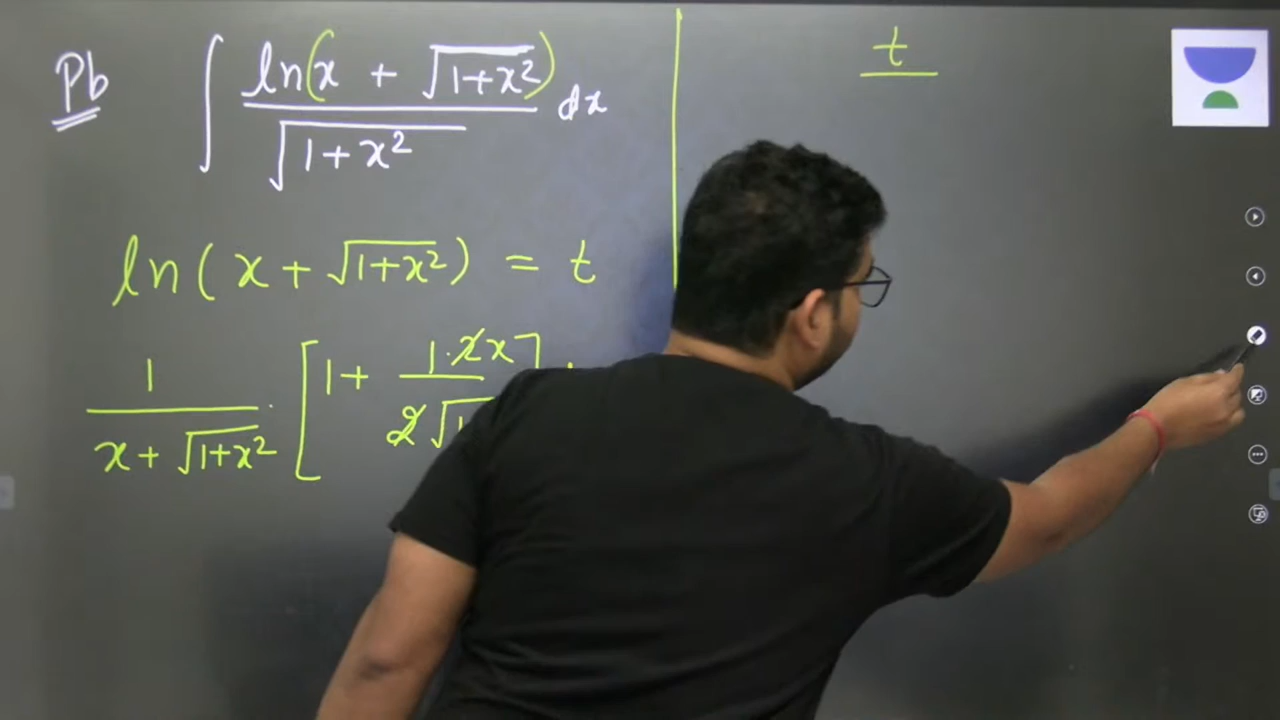 Pb ∫ ln(x + √(1+x²)) / √(1+x²) dx
ln(x + √(1+x²)) = t
1 / (x + √(1+x²)) · [1 + 1·2x / 2√1
t